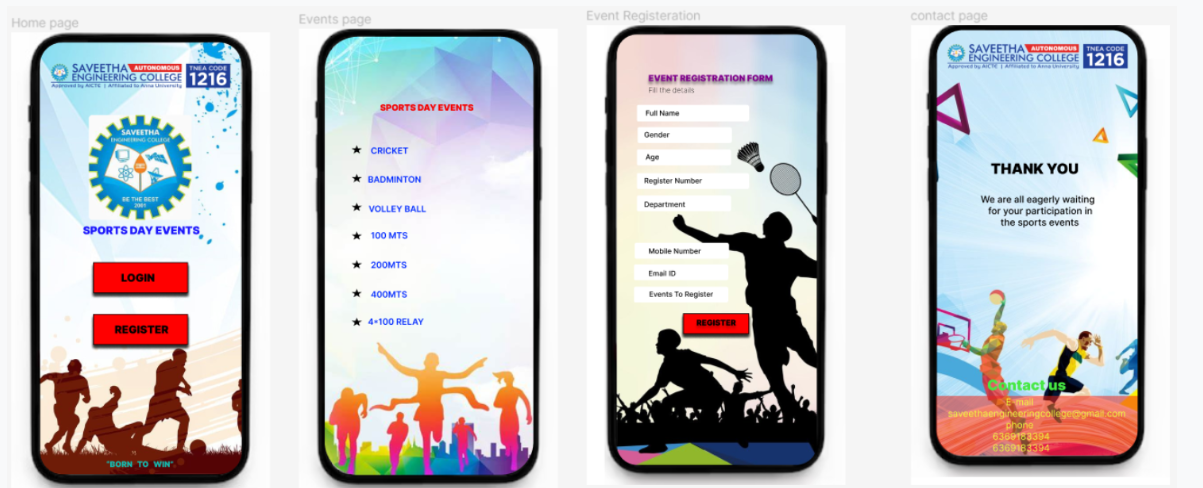 Home page
SAVEETHA AUTONOMOUS
ENGINEERING COLLEGE
Approved by AICTE | Affiliated to Anna University
TNEA CODE
1216
SAVEETHA
ENGINEERING COLLEGE
BE THE BEST
2001
SPORTS DAY EVENTS
LOGIN
REGISTER
"BORN TO WIN".
Events page
SPORTS DAY EVENTS
★ CRICKET
★ BADMINTON
★ VOLLEY BALL
★ 100 MTS
★ 200MTS
★ 400MTS
★ 4*100 RELAY
Event Registeration
EVENT REGISTRATION FORM
Fill the details
Full Name
Gender
Age
Register Number
Department
Mobile Number
Email ID
Events To Register
REGISTER
contact page
SAVEETHA AUTONOMOUS
ENGINEERING COLLEGE
Approved by AICTE | Affiliated to Anna University
TNEA CODE
1216
THANK YOU
We are all eagerly waiting
for your participation in
the sports events
Contact us
E-mail
saveethaengineeringcollege@gmail.com
phono
6369183394
6369183394